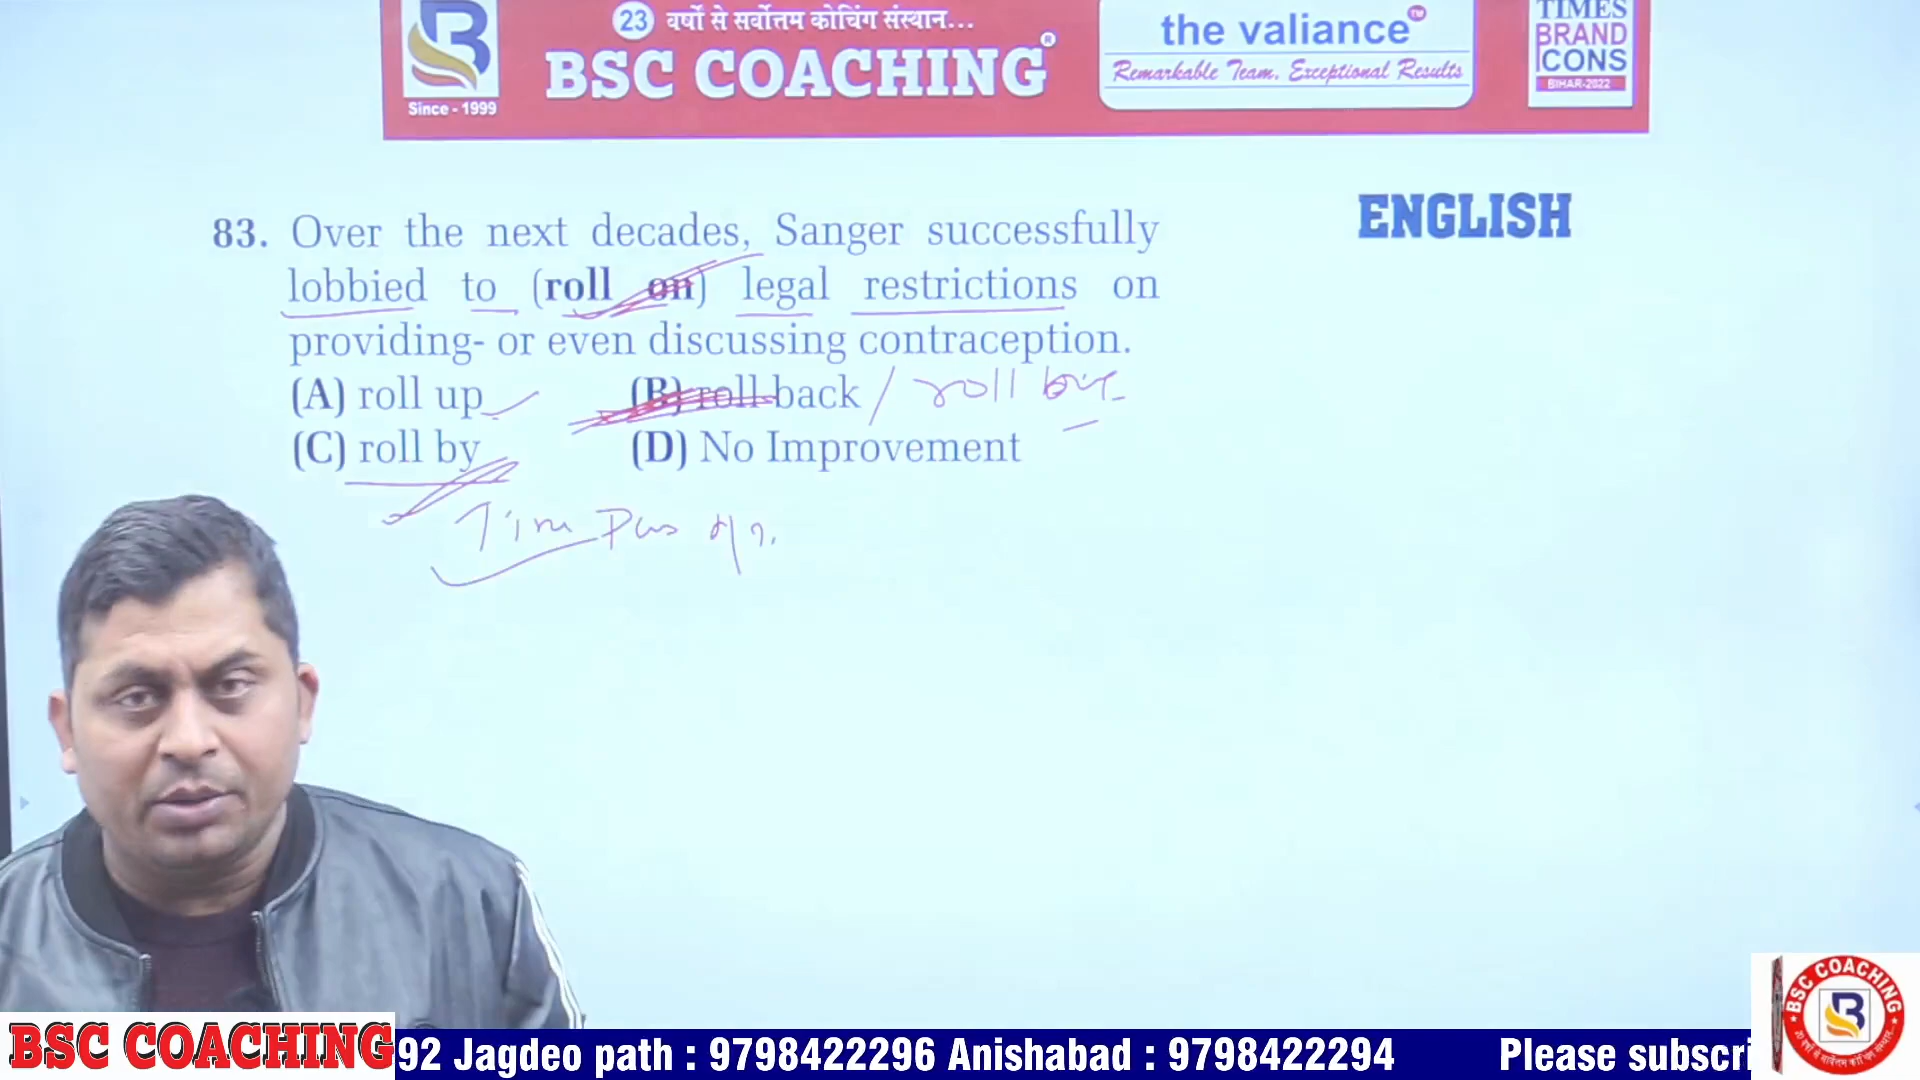 23 वर्षों से सर्वोत्तम कोचिंग संस्थान...
BSC COACHING®
Since - 1999
the valiance™
Remarkable Team, Exceptional Results
TIMES
BRAND
ICONS
BIHAR-2022
ENGLISH
83. Over the next decades, Sanger successfully
lobbied to (roll on) legal restrictions on
providing- or even discussing contraception.
(A) roll up (B) roll back / roll
(C) roll by (D) No Improvement
Time Pass
BSC COACHING
92 Jagdeo path : 9798422296 Anishabad : 9798422294 Please subscri
BSC COACHING